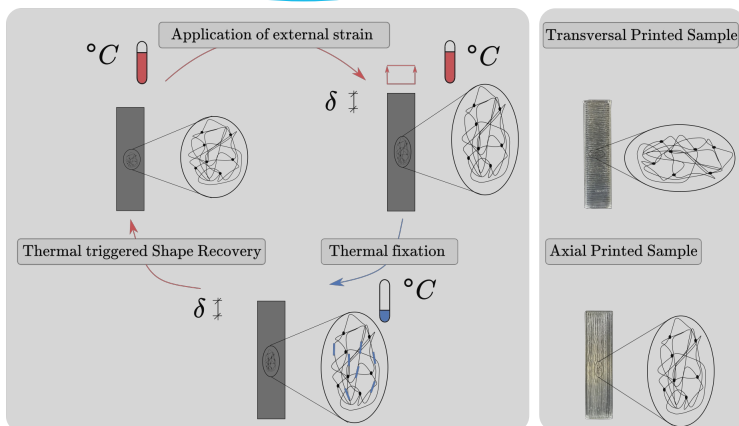 Application of external strain
°C
°C
δ
Thermal triggered Shape Recovery
Thermal fixation
δ
°C
Transversal Printed Sample
Axial Printed Sample